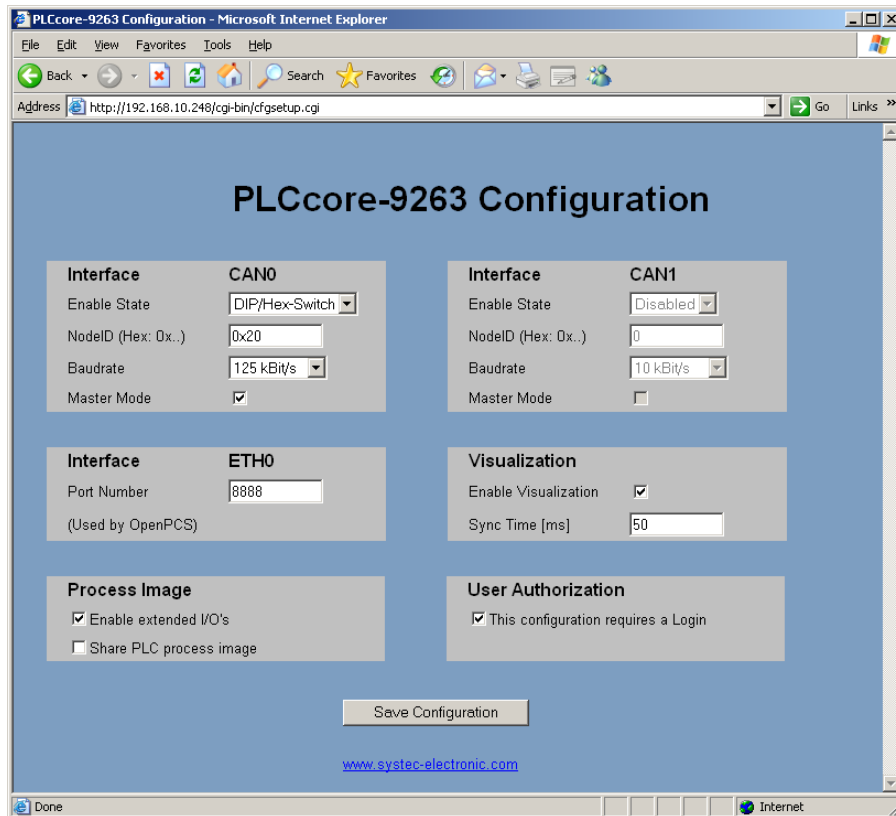 PLCcore-9263 Configuration - Microsoft Internet Explorer
File Edit View Favorites Tools Help
Back Search Favorites
Address http://192.168.10.248/cgi-bin/cfgsetup.cgi Go Links »
PLCcore-9263 Configuration
Interface CAN0
Enable State DIP/Hex-Switch
NodeID (Hex: 0x..) 0x20
Baudrate 125 kBit/s
Master Mode
Interface CAN1
Enable State Disabled
NodeID (Hex: 0x..) 0
Baudrate 10 kBit/s
Master Mode
Interface ETH0
Port Number 8888
(Used by OpenPCS)
Visualization
Enable Visualization
Sync Time [ms] 50
Process Image
Enable extended I/O's
Share PLC process image
User Authorization
This configuration requires a Login
Save Configuration
www.systec-electronic.com
Done Internet